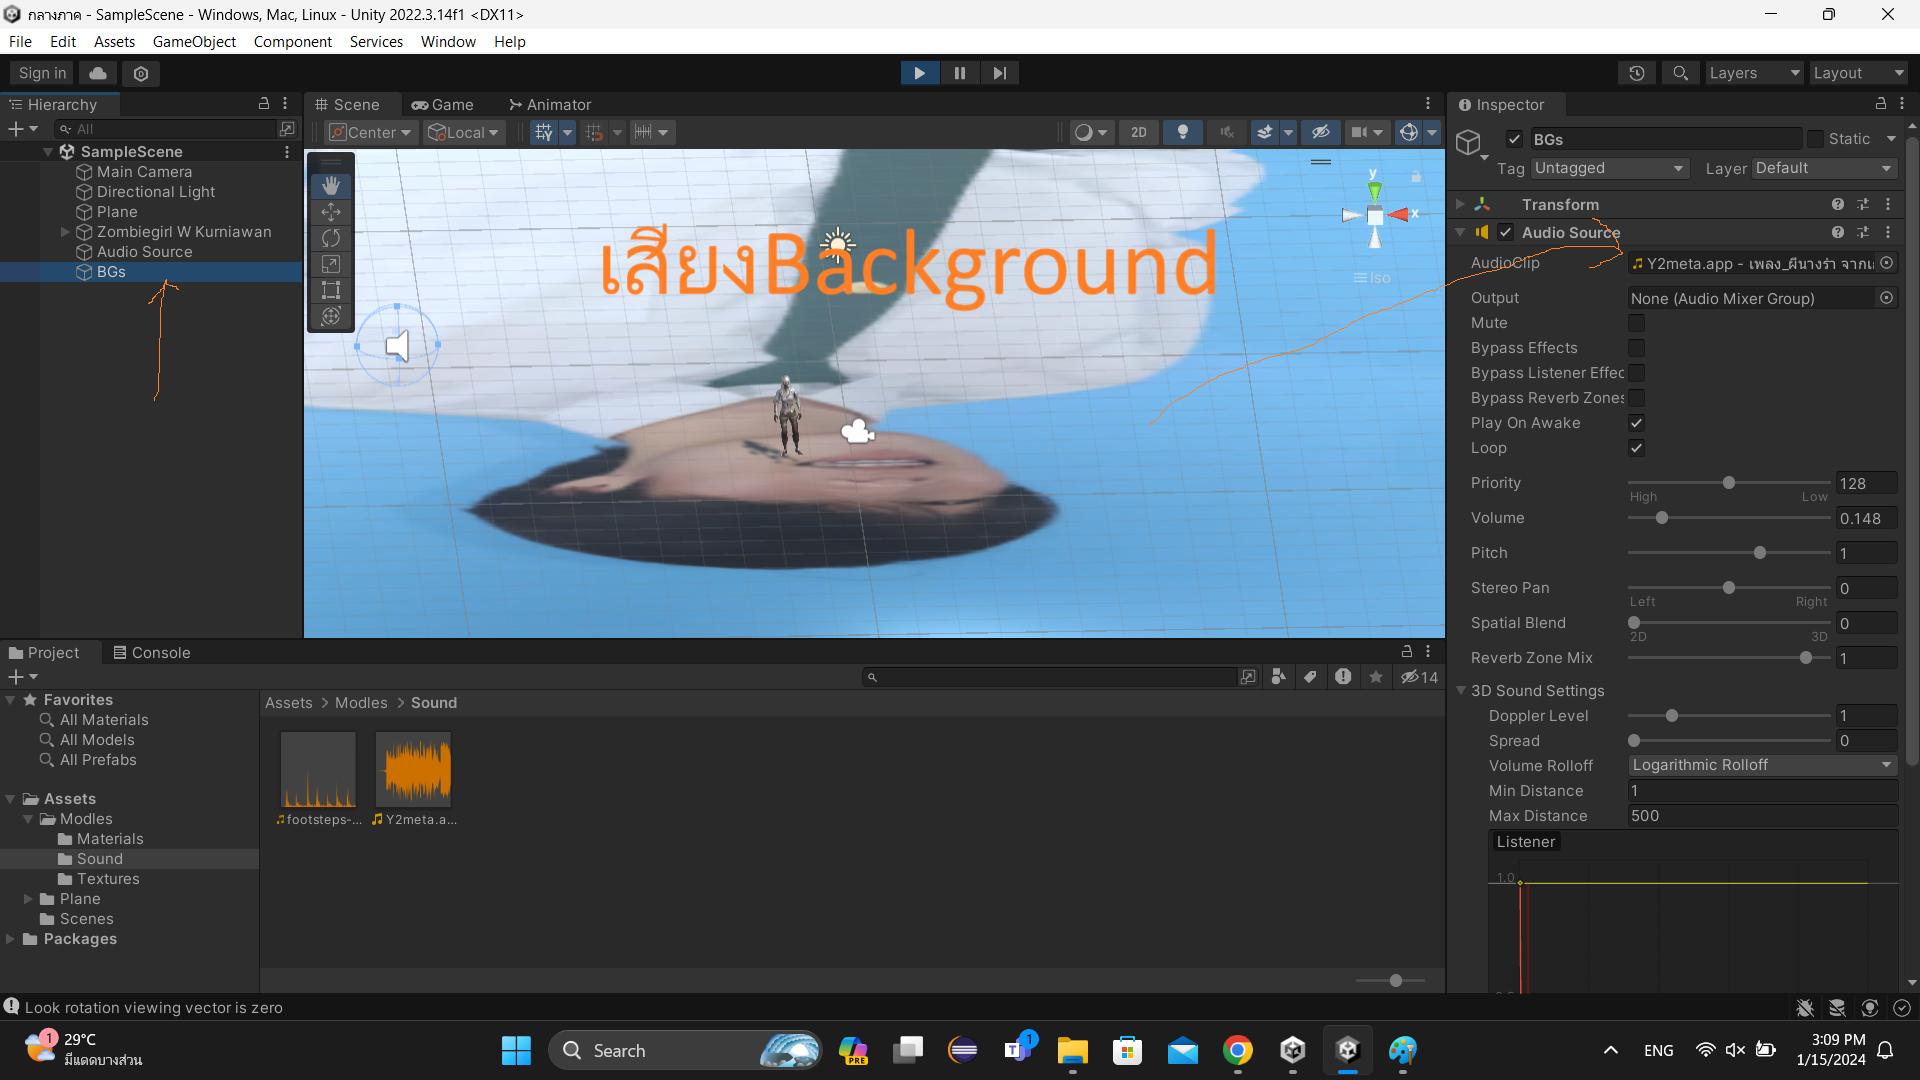 กลางภาค - SampleScene - Windows, Mac, Linux - Unity 2022.3.14f1 <DX11>
File Edit Assets GameObject Component Services Window Help
Sign in
Layers
Layout
Hierarchy
All
SampleScene
Main Camera
Directional Light
Plane
Zombiegirl W Kurniawan
Audio Source
BGs
Scene Game Animator
Center Local 2D
เสียงBackground
y
x
Iso
Inspector
BGs Static
Tag Untagged Layer Default
Transform
Audio Source
AudioClip Y2meta.app - เพลง_ผีนางรำ จากเ
Output None (Audio Mixer Group)
Mute
Bypass Effects
Bypass Listener Effec
Bypass Reverb Zones
Play On Awake
Loop
Priority 128
High Low
Volume 0.148
Pitch 1
Stereo Pan 0
Left Right
Spatial Blend 0
2D 3D
Reverb Zone Mix 1
3D Sound Settings
Doppler Level 1
Spread 0
Volume Rolloff Logarithmic Rolloff
Min Distance 1
Max Distance 500
Listener
1.0
Project Console
14
Favorites
All Materials
All Models
All Prefabs
Assets
Modles
Materials
Sound
Textures
Plane
Scenes
Packages
Assets > Modles > Sound
footsteps-... Y2meta.a...
Look rotation viewing vector is zero
1
29°C
มีแดดบางส่วน
Search
PRE
1
ENG
3:09 PM
1/15/2024